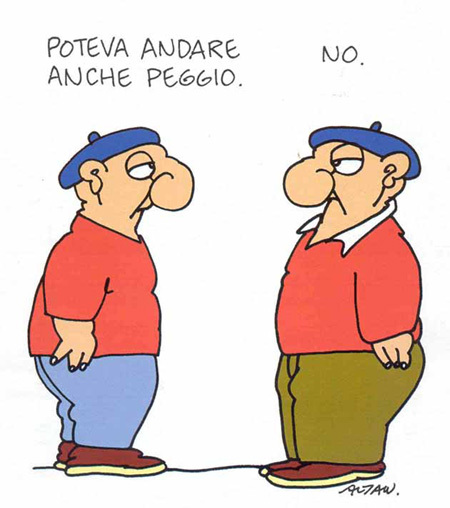 POTEVA ANDARE
ANCHE PEGGIO.
NO.
ALTAN.